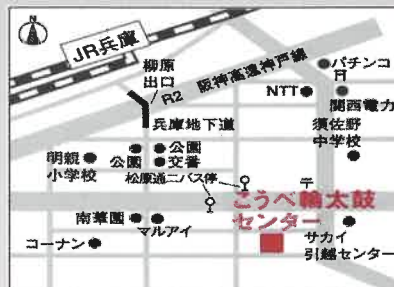 JR兵庫
柳原
出口
R2 阪神高速神戸線
パチンコ
NTT
関西電力
兵庫地下道
須佐野
中学校
明親
小学校
公園
公園
交番
松原通二バス停
〒
こうべ輪太鼓
センター
南華園
マルアイ
コーナン
サカイ
引越センター